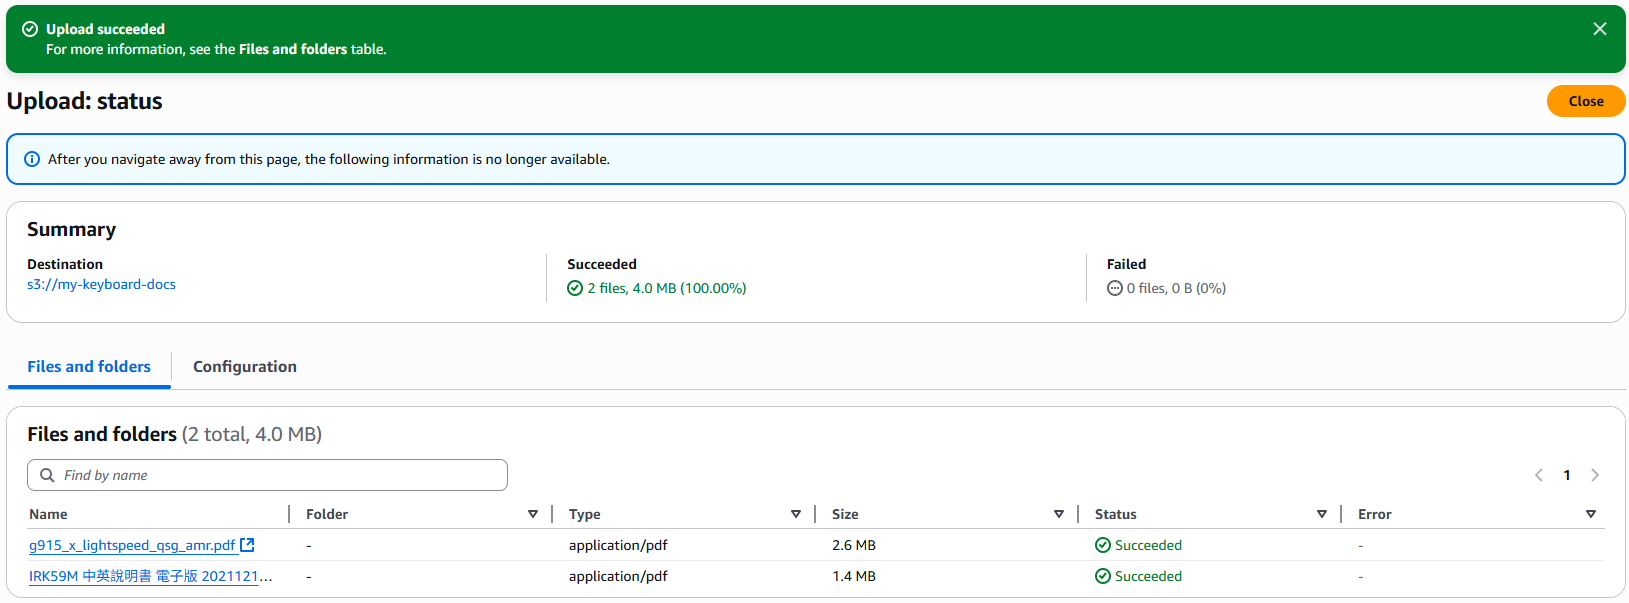 Upload succeeded
For more information, see the Files and folders table.
Upload: status
Close
After you navigate away from this page, the following information is no longer available.
Summary
Destination
s3://my-keyboard-docs
Succeeded
2 files, 4.0 MB (100.00%)
Failed
0 files, 0 B (0%)
Files and folders
Configuration
Files and folders (2 total, 4.0 MB)
Find by name
1
Name Folder Type Size Status Error
g915_x_lightspeed_qsg_amr.pdf - application/pdf 2.6 MB Succeeded -
IRK59M 中英說明書 電子版 2021121... - application/pdf 1.4 MB Succeeded -